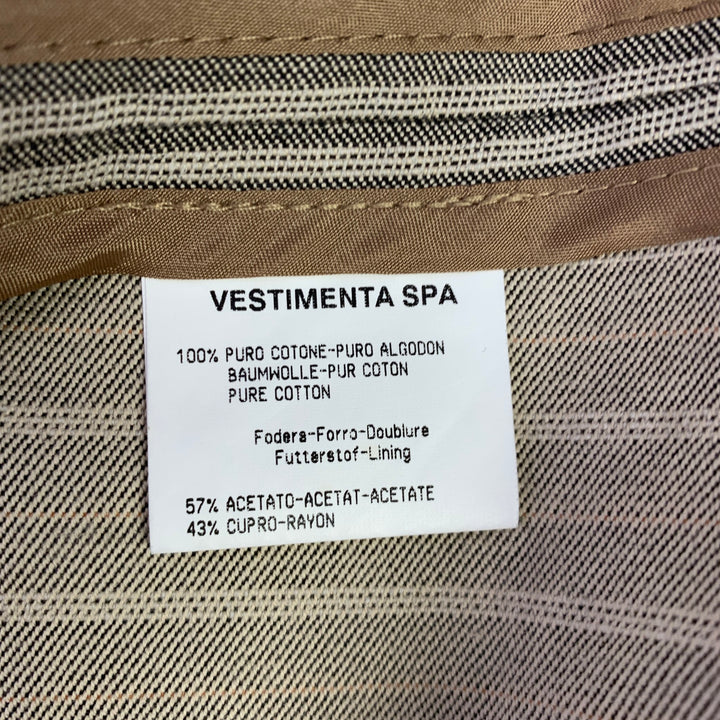 VESTIMENTA SPA
100% PURO COTONE-PURO ALGODON
BAUMWOLLE-PUR COTON
PURE COTTON
Fodera-Forro-Doublure
Futterstof-Lining
57% ACETATO-ACETAT-ACETATE
43% CUPRO-RAYON